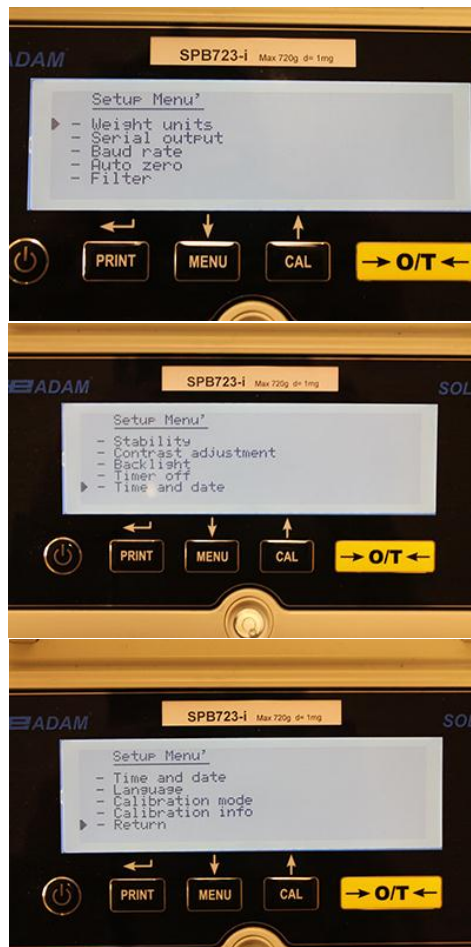 ADAM
SPB723-i Max 720g d= 1mg
Setup Menu'
- Weight units
- Serial output
- Baud rate
- Auto zero
- Filter
PRINT MENU CAL → O/T ←
ADAM SPB723-i Max 720g d= 1mg SOL
Setup Menu'
- Stability
- Contrast adjustment
- Backlight
- Timer off
- Time and date
PRINT MENU CAL → O/T ←
ADAM SPB723-i Max 720g d= 1mg SOL
Setup Menu'
- Time and date
- Language
- Calibration mode
- Calibration info
- Return
PRINT MENU CAL → O/T ←